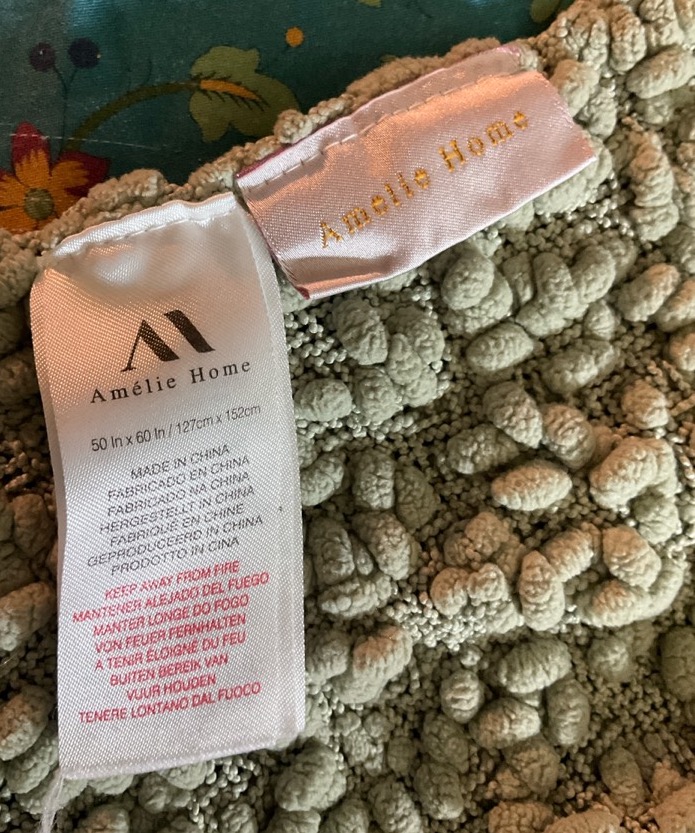 Amélie Home
Amélie Home
50 In x 60 In / 127cm x 152cm
MADE IN CHINA
FABRICADO EN CHINA
FABRICADO NA CHINA
HERGESTELLT IN CHINA
FABRIQUÉ EN CHINE
GEPRODUCEERD IN CHINA
PRODOTTO IN CINA
KEEP AWAY FROM FIRE
MANTENER ALEJADO DEL FUEGO
MANTER LONGE DO FOGO
VON FEUER FERNHALTEN
A TENIR ÉLOIGNÉ DU FEU
BUITEN BEREIK VAN
VUUR HOUDEN
TENERE LONTANO DAL FUOCO